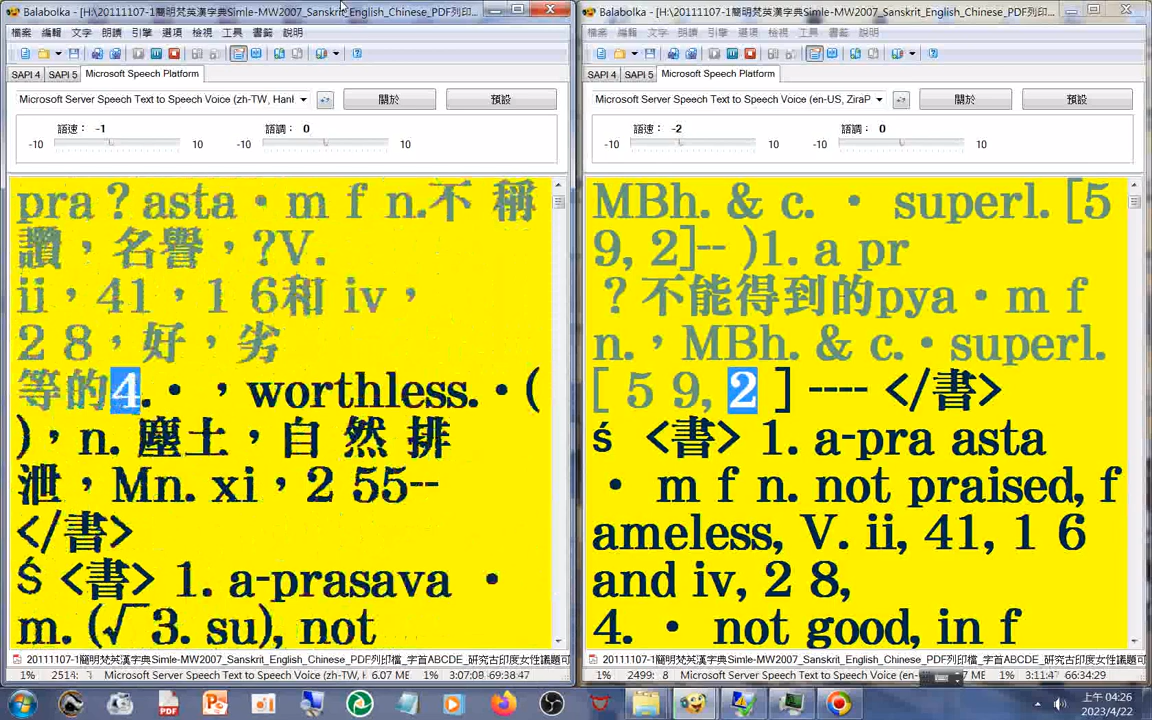 Balabolka - [H:\20111107-1簡明梵英漢字典Simle-MW2007_Sanskrit_English_Chinese_PDF列印...
檔案 編輯 文字 朗讀 引擎 選項 檢視 工具 書籤 說明
SAPI 4 SAPI 5 Microsoft Speech Platform
Microsoft Server Speech Text to Speech Voice (zh-TW, Hanl
關於 預設
語速: -1 語調: 0
-10 10 -10 10
pra ? asta • m f n.不 稱
讚，名譽，?V.
ii，41，1 6和 iv，
2 8，好，劣
等的4. • ，worthless. • (
)，n. 塵土，自 然 排
泄，Mn. xi，2 55--
</書>
Ś <書> 1. a-prasava •
m. (√3. su), not
20111107-1簡明梵英漢字典Simle-MW2007_Sanskrit_English_Chinese_PDF列印檔_字首ABCDE_研究古印度女性議題可
1% 2514: Microsoft Server Speech Text to Speech Voice (zh-TW, H 6.07 MB 1% 3:07:08 69:38:47
Balabolka - [H:\20111107-1簡明梵英漢字典Simle-MW2007_Sanskrit_English_Chinese_PDF列印...
檔案 編輯 文字 朗讀 引擎 選項 檢視 工具 書籤 說明
SAPI 4 SAPI 5 Microsoft Speech Platform
Microsoft Server Speech Text to Speech Voice (en-US, ZiraP
關於 預設
語速: -2 語調: 0
-10 10 -10 10
MBh. & c. • superl. [5
9, 2]-- )1. a pr
? 不能得到的pya • m f
n.，MBh. & c. • superl.
[ 5 9, 2 ] ---- </書>
ś <書> 1. a-pra asta
• m f n. not praised, f
ameless, V. ii, 41, 1 6
and iv, 2 8,
4. • not good, in f
20111107-1簡明梵英漢字典Simle-MW2007_Sanskrit_English_Chinese_PDF列印檔_字首ABCDE_研究古印度女性議題可
1% 2499: 8 Microsoft Server Speech Text to Speech Voice (en 1% 3:11:47 66:34:29
上午 04:26
2023/4/22